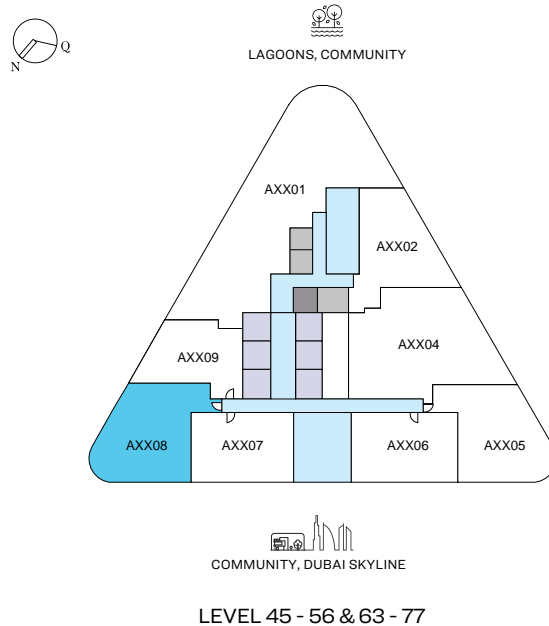 N
Q
LAGOONS, COMMUNITY
AXX01
AXX02
AXX04
AXX09
AXX08
AXX07
AXX06
AXX05
COMMUNITY, DUBAI SKYLINE
LEVEL 45 - 56 & 63 - 77